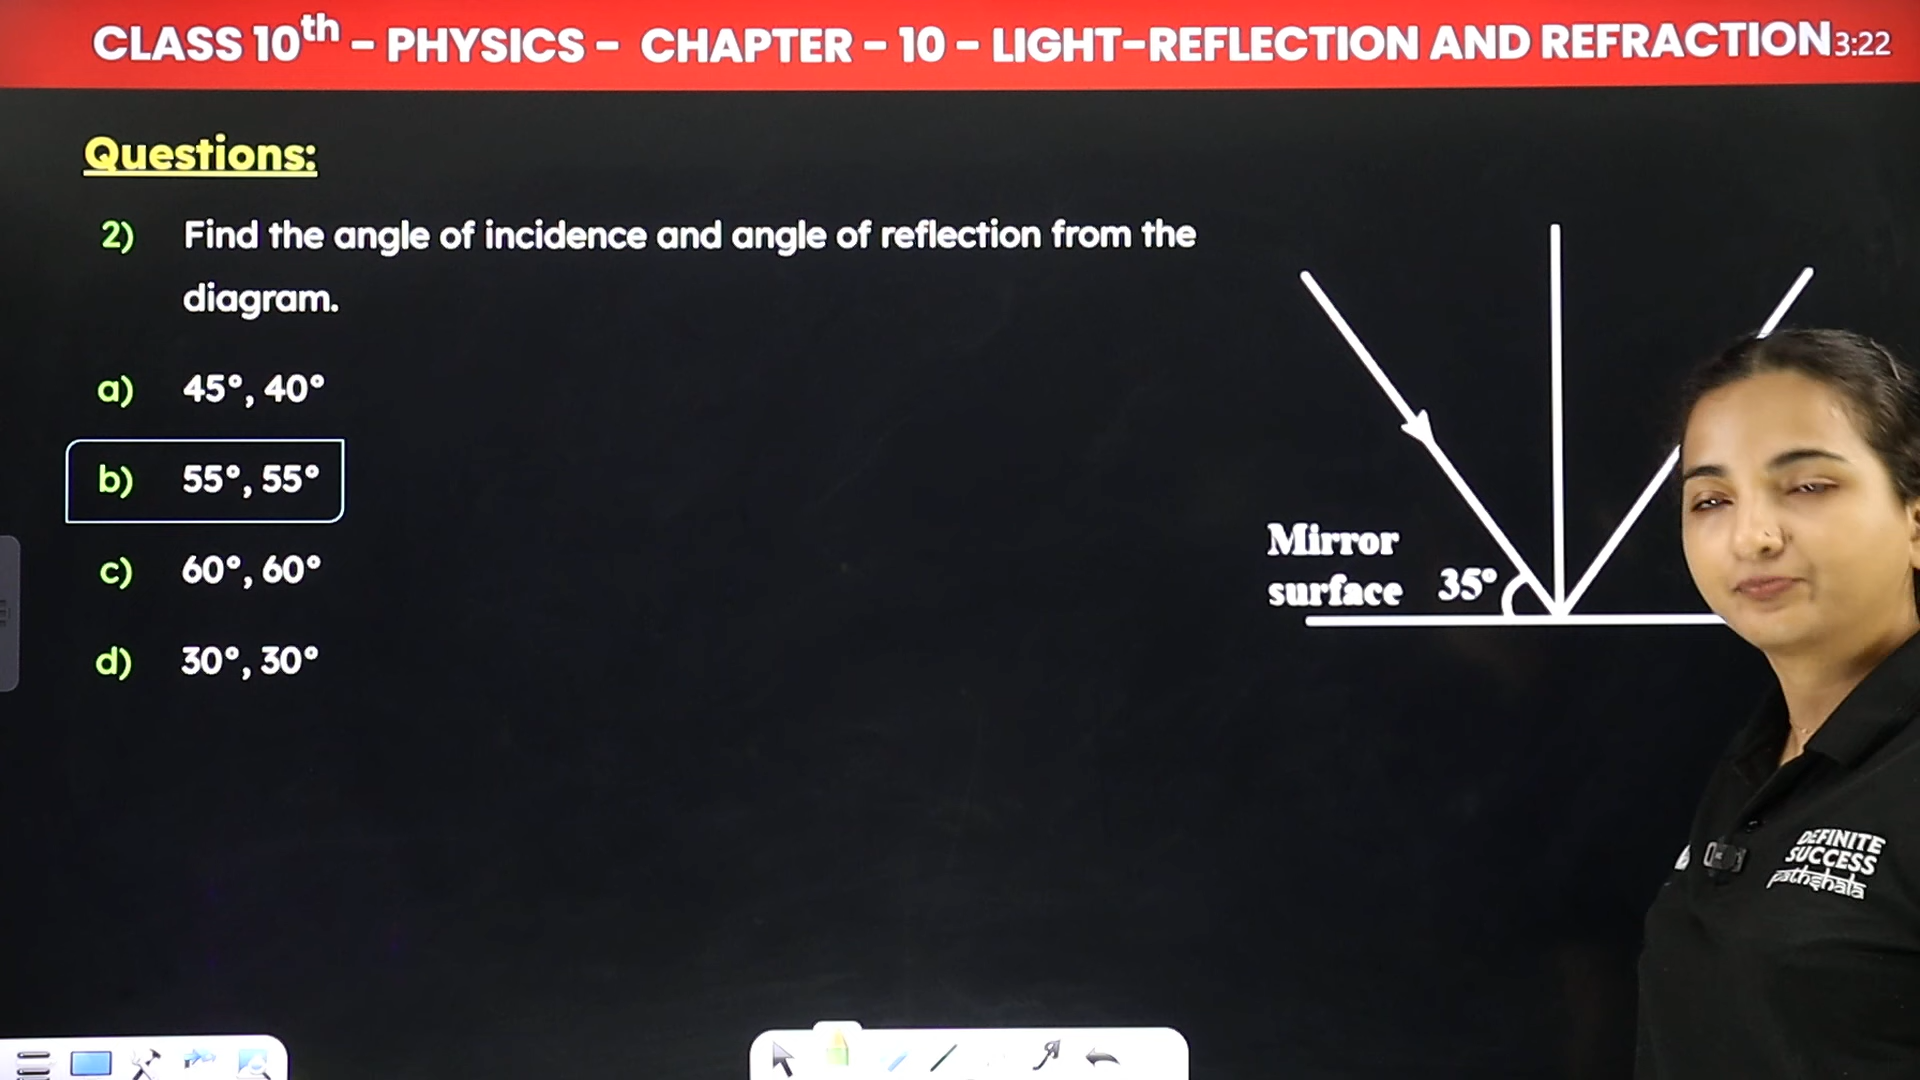 CLASS 10th - PHYSICS - CHAPTER - 10 - LIGHT-REFLECTION AND REFRACTION 3:22
Questions:
2) Find the angle of incidence and angle of reflection from the
diagram.
a) 45°, 40°
b) 55°, 55°
c) 60°, 60°
d) 30°, 30°
Mirror
surface 35°
DEFINITE
SUCCESS
pathshala